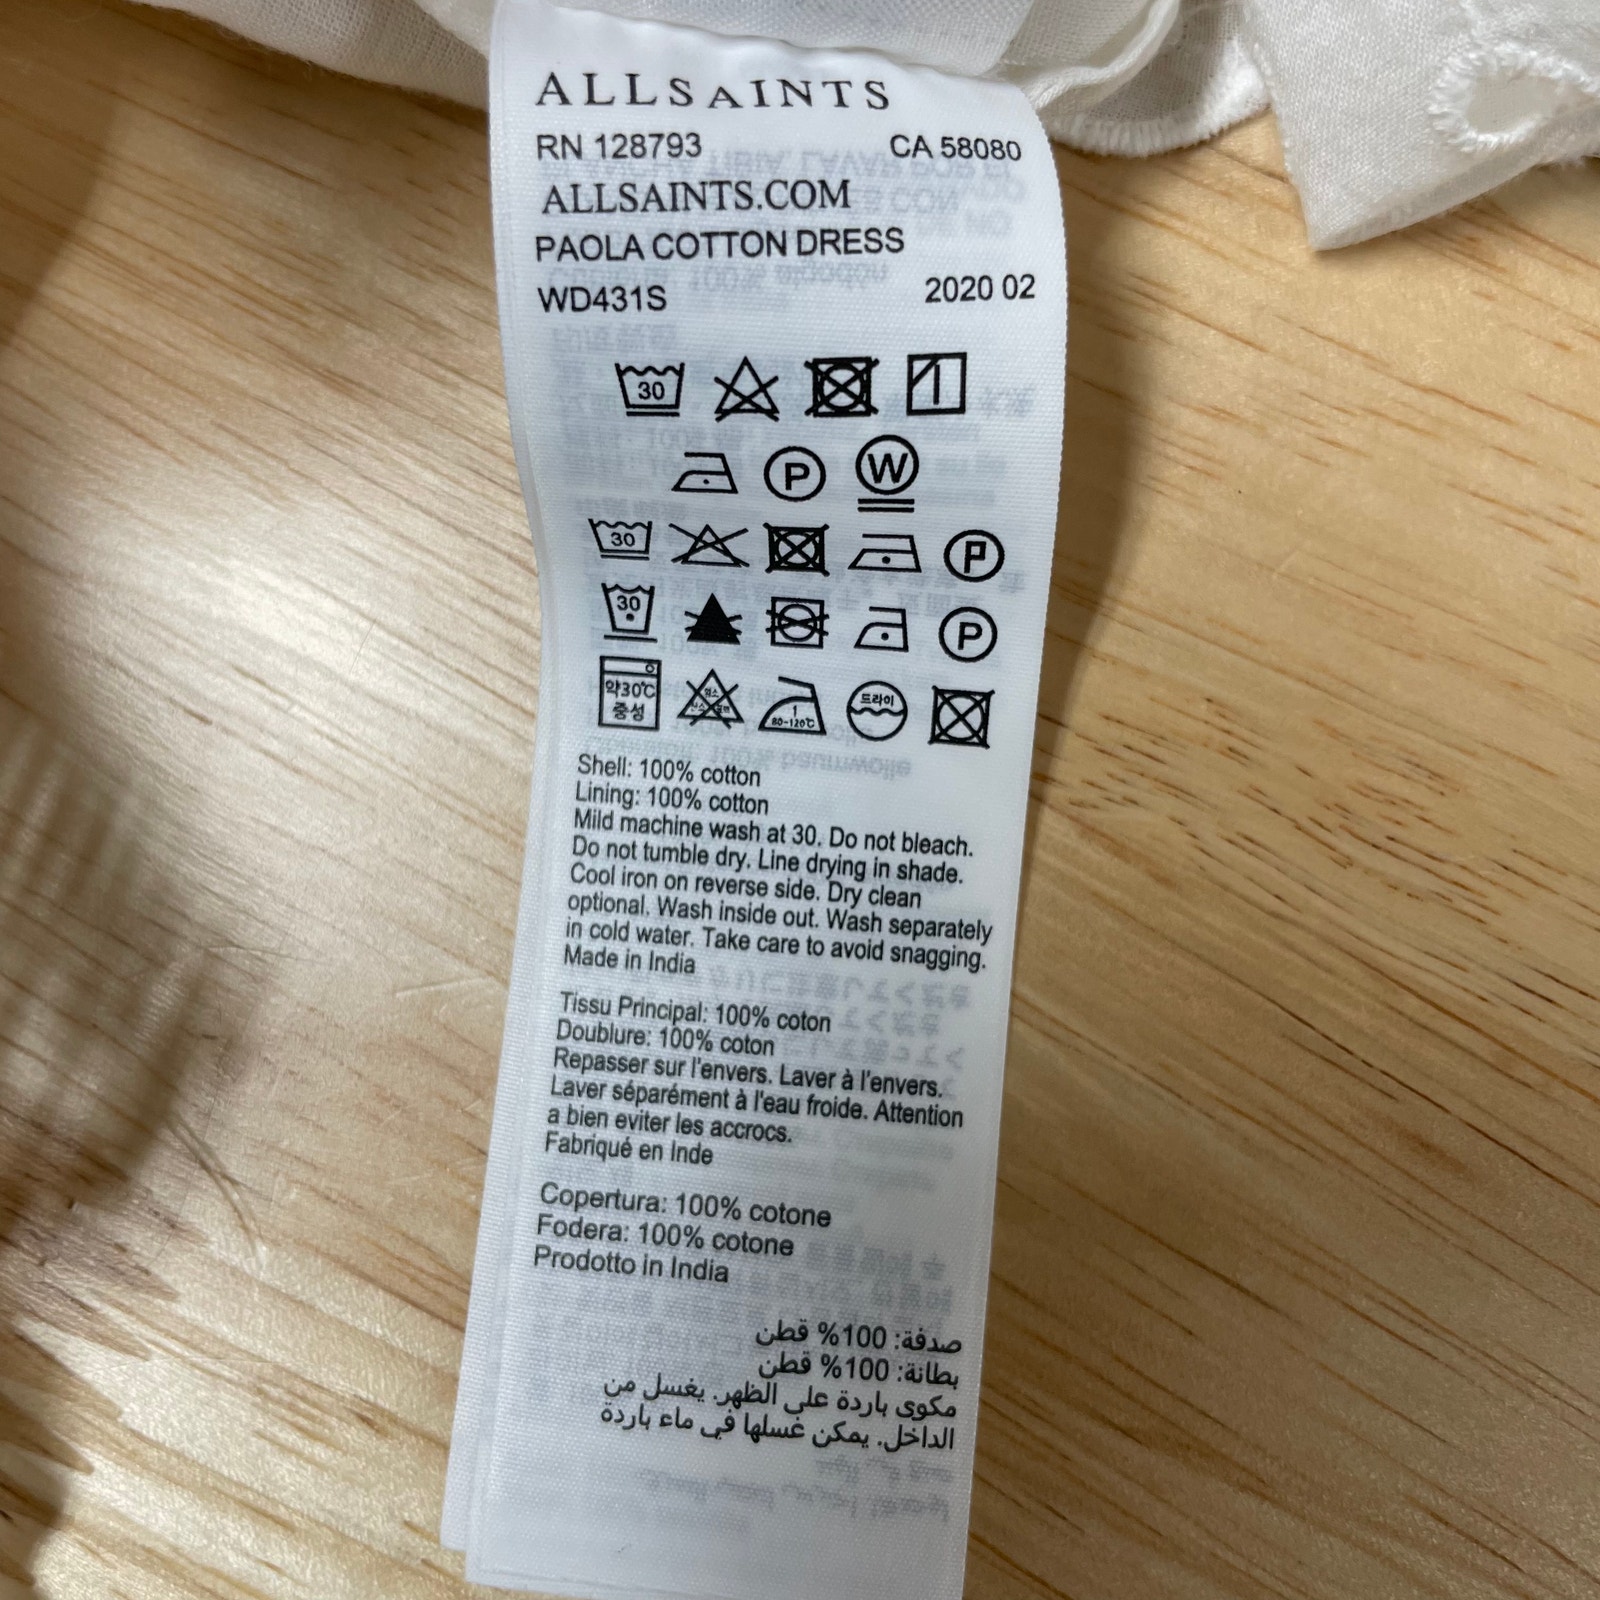 ALLSAINTS
RN 128793 CA 58080
ALLSAINTS.COM
PAOLA COTTON DRESS
WD431S 2020 02
30
P W
30 P
30 P
약30℃ 중성 80-120℃ 드라이
Shell: 100% cotton
Lining: 100% cotton
Mild machine wash at 30. Do not bleach.
Do not tumble dry. Line drying in shade.
Cool iron on reverse side. Dry clean
optional. Wash inside out. Wash separately
in cold water. Take care to avoid snagging.
Made in India
Tissu Principal: 100% coton
Doublure: 100% coton
Repasser sur l'envers. Laver à l'envers.
Laver séparément à l'eau froide. Attention
a bien eviter les accrocs.
Fabriqué en Inde
Copertura: 100% cotone
Fodera: 100% cotone
Prodotto in India
صدفة: 100% قطن
بطانة: 100% قطن
مكوى باردة على الظهر. يغسل من
الداخل. يمكن غسلها في ماء باردة